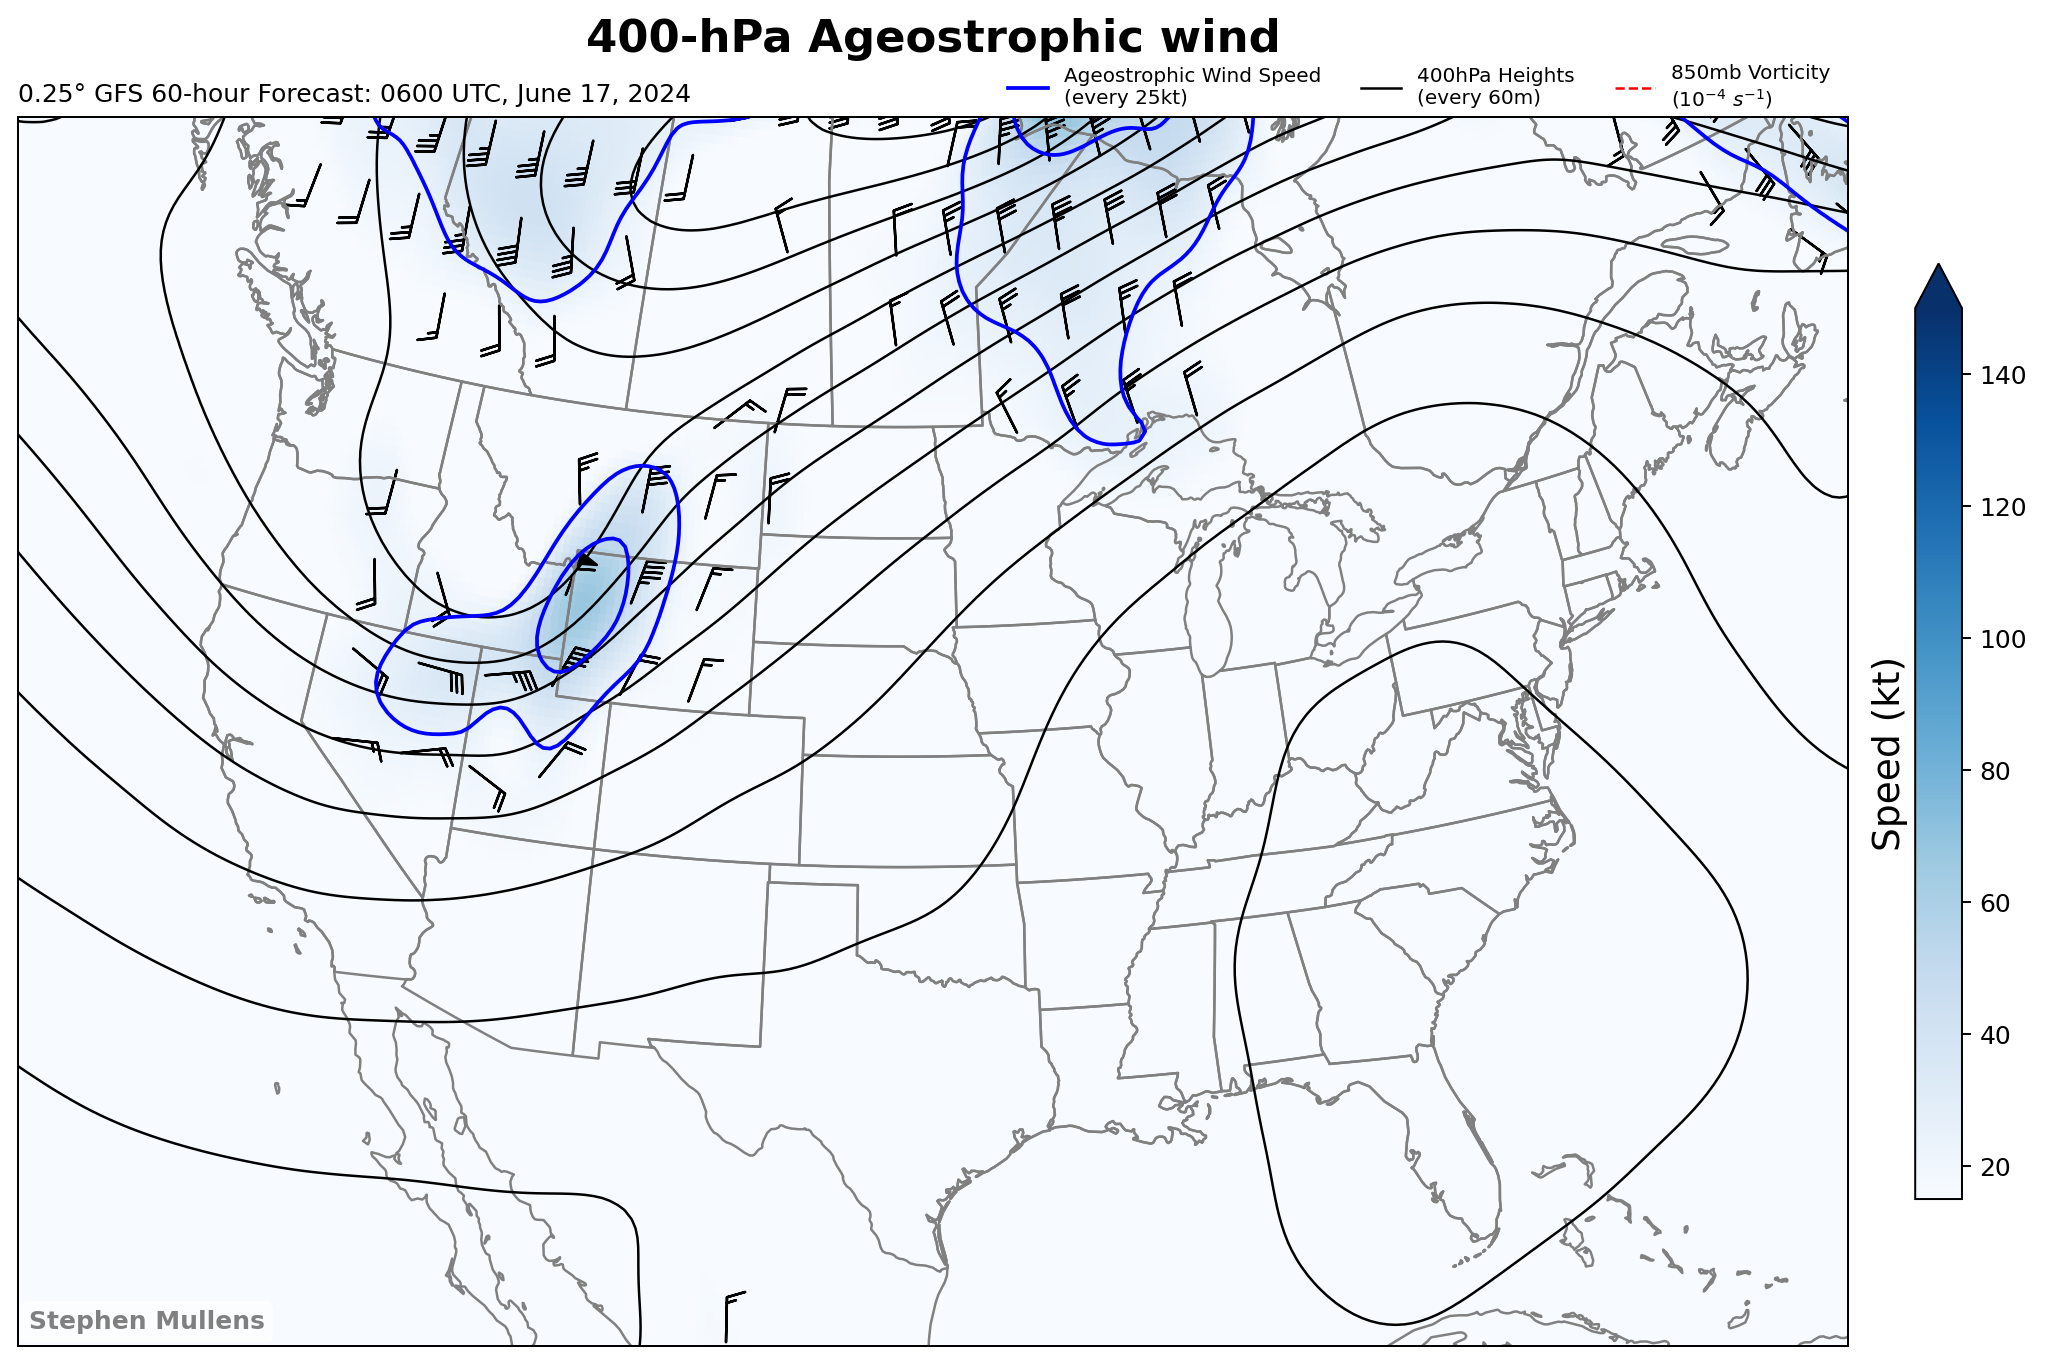 400-hPa Ageostrophic wind
0.25° GFS 60-hour Forecast: 0600 UTC, June 17, 2024
Ageostrophic Wind Speed
(every 25kt)
400hPa Heights
(every 60m)
850mb Vorticity
(10⁻⁴ s⁻¹)
140
120
100
80
60
40
20
Speed (kt)
Stephen Mullens